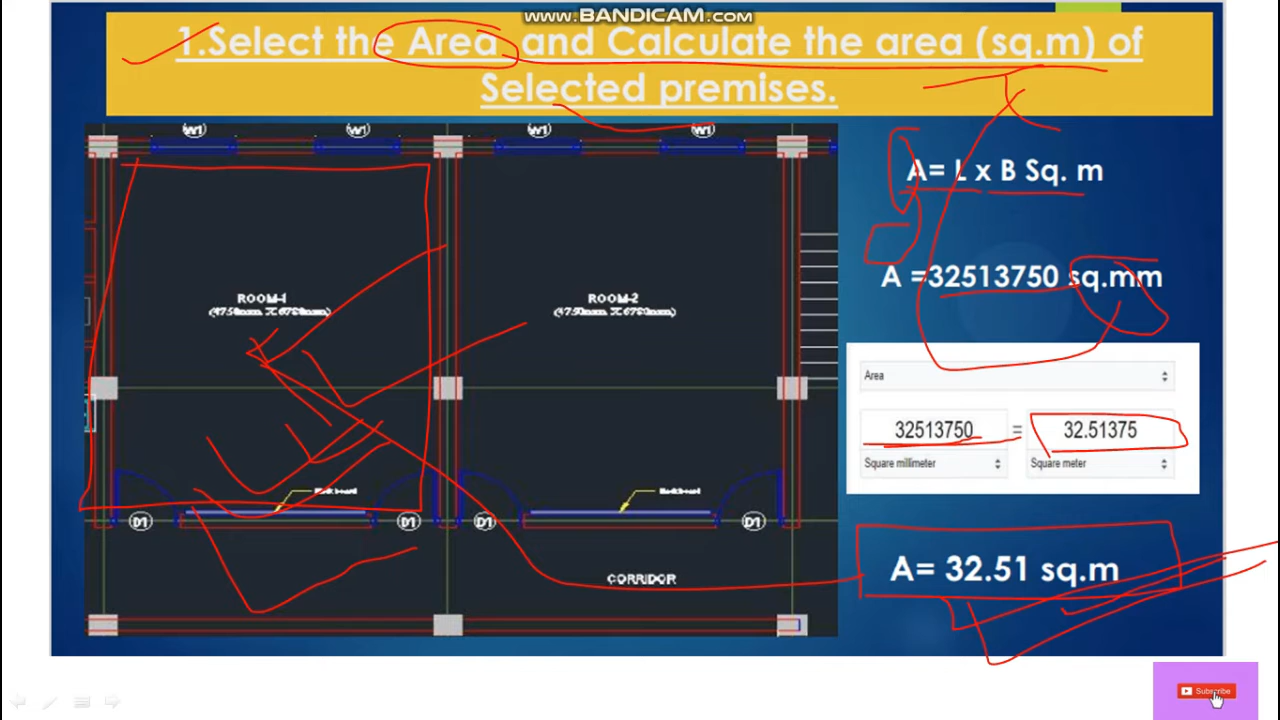 www.BANDICAM.com
1.Select the Area and Calculate the area (sq.m) of
Selected premises.
W1 W1 W1 W1
ROOM-1
ROOM-2
D1 D1 D1 D1
CORRIDOR
A= L x B Sq. m
A =32513750 sq.mm
Area
32513750 = 32.51375
Square millimeter Square meter
A= 32.51 sq.m
Subscribe